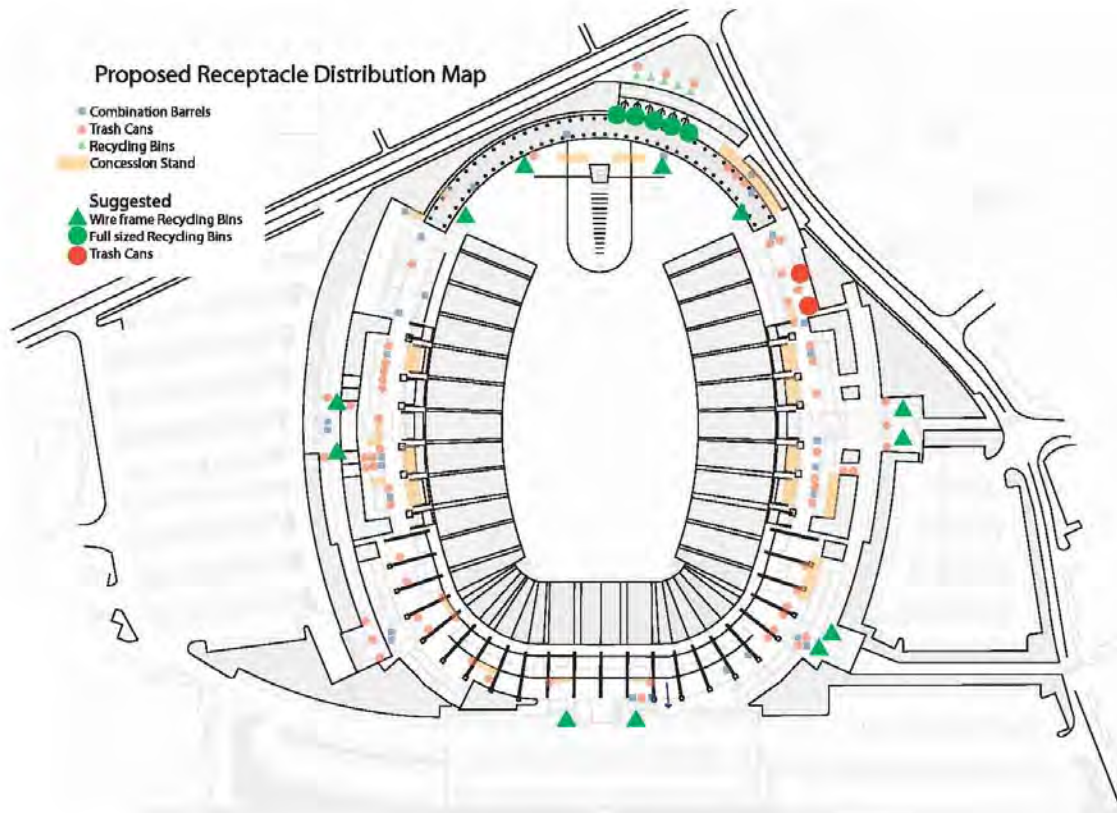 Proposed Receptacle Distribution Map
Combination Barrels
Trash Cans
Recycling Bins
Concession Stand
Suggested
Wire frame Recycling Bins
Full sized Recycling Bins
Trash Cans